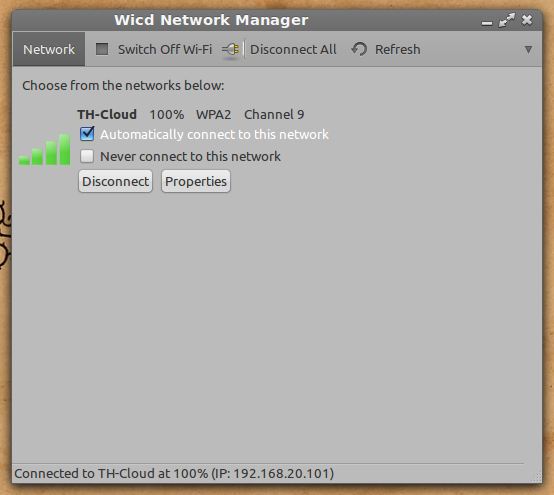 Wicd Network Manager
Network Switch Off Wi-Fi Disconnect All Refresh
Choose from the networks below:
TH-Cloud 100% WPA2 Channel 9
Automatically connect to this network
Never connect to this network
Disconnect Properties
Connected to TH-Cloud at 100% (IP: 192.168.20.101)